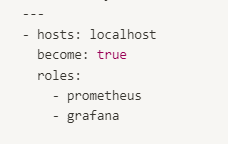 ---
- hosts: localhost
  become: true
  roles:
    - prometheus
    - grafana